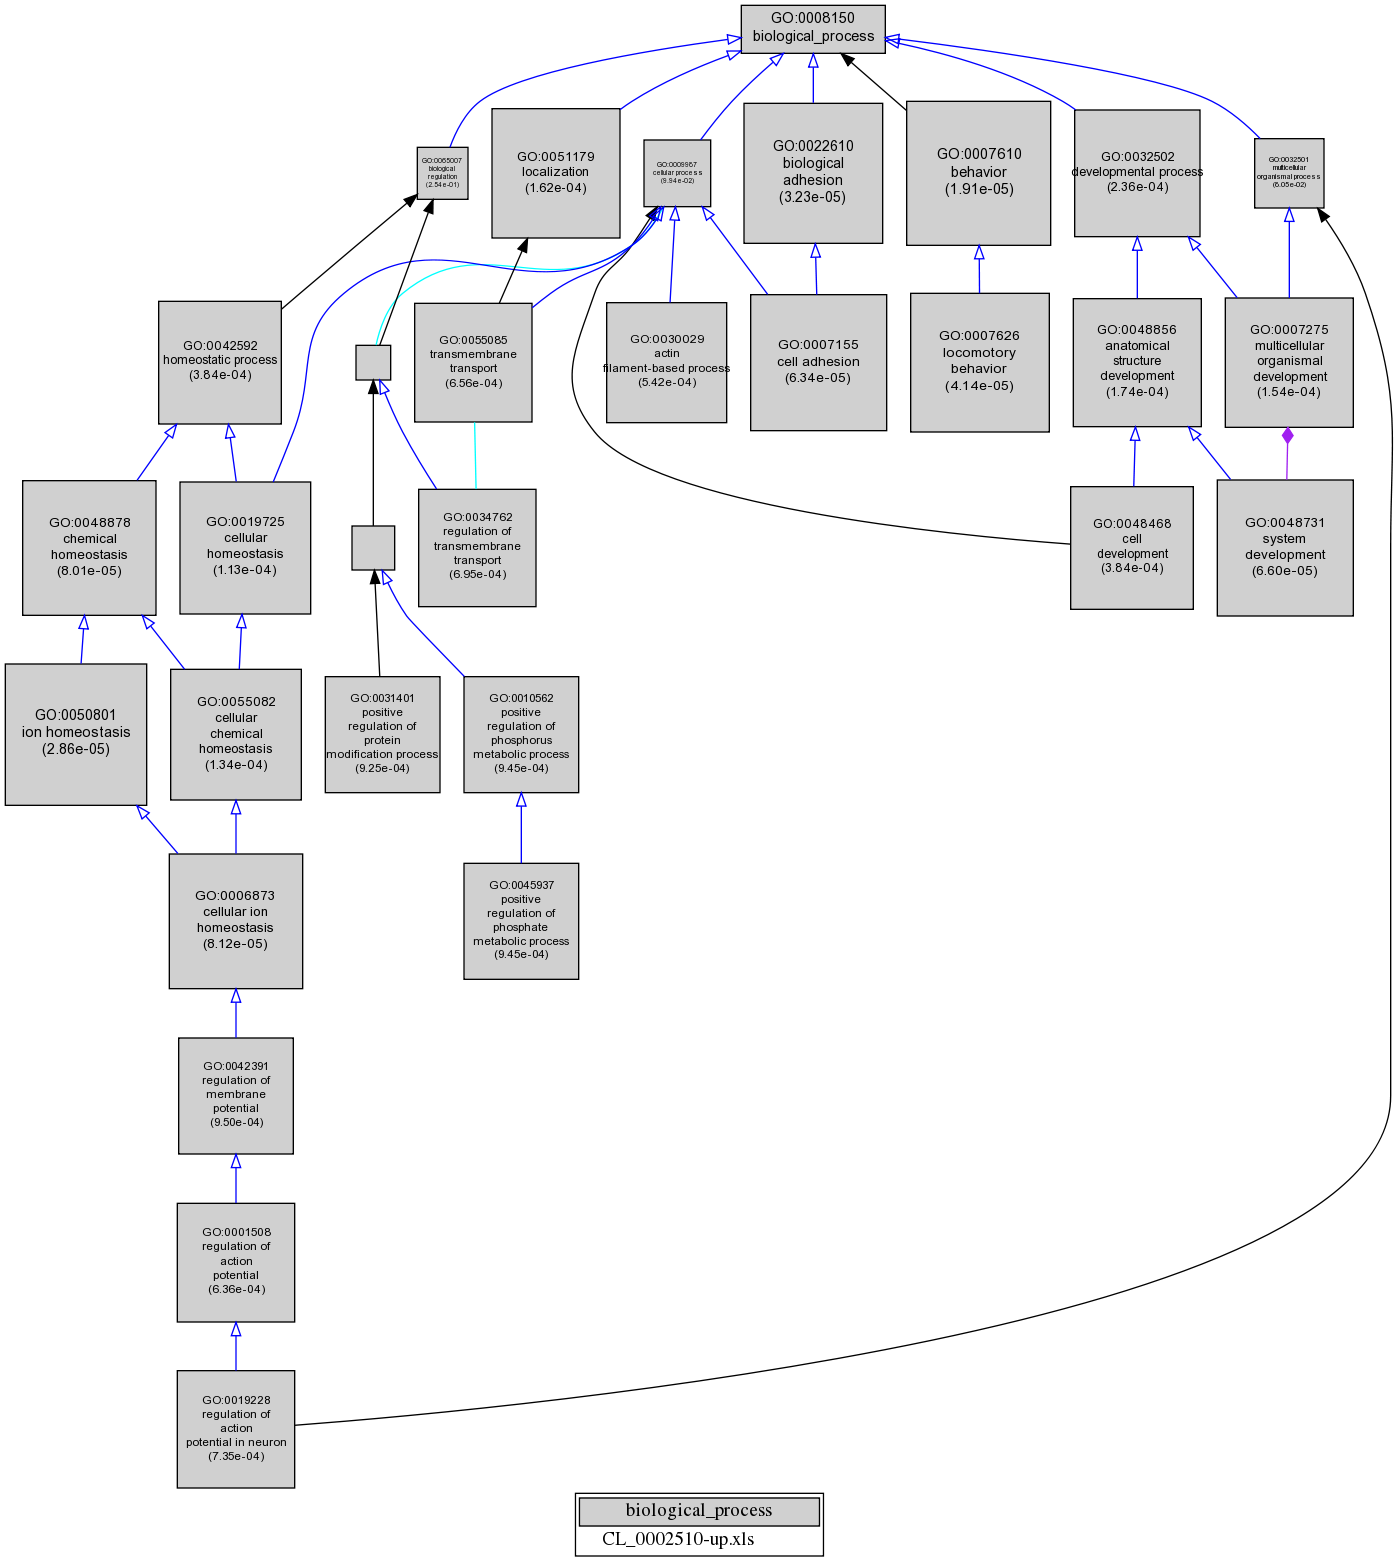 GO:0008150
biological_process
GO:0065007
biological
regulation
(2.54e-01)
GO:0051179
localization
(1.62e-04)
GO:0009987
cellular process
(9.94e-02)
GO:0022610
biological
adhesion
(3.23e-05)
GO:0007610
behavior
(1.91e-05)
GO:0032502
developmental process
(2.36e-04)
GO:0032501
multicellular
organismal process
(6.05e-02)
GO:0042592
homeostatic process
(3.84e-04)
GO:0055085
transmembrane
transport
(6.56e-04)
GO:0030029
actin
filament-based process
(5.42e-04)
GO:0007155
cell adhesion
(6.34e-05)
GO:0007626
locomotory
behavior
(4.14e-05)
GO:0048856
anatomical
structure
development
(1.74e-04)
GO:0007275
multicellular
organismal
development
(1.54e-04)
GO:0048878
chemical
homeostasis
(8.01e-05)
GO:0019725
cellular
homeostasis
(1.13e-04)
GO:0034762
regulation of
transmembrane
transport
(6.95e-04)
GO:0048468
cell
development
(3.84e-04)
GO:0048731
system
development
(6.60e-05)
GO:0050801
ion homeostasis
(2.86e-05)
GO:0055082
cellular
chemical
homeostasis
(1.34e-04)
GO:0031401
positive
regulation of
protein
modification process
(9.25e-04)
GO:0010562
positive
regulation of
phosphorus
metabolic process
(9.45e-04)
GO:0006873
cellular ion
homeostasis
(8.12e-05)
GO:0045937
positive
regulation of
phosphate
metabolic process
(9.45e-04)
GO:0042391
regulation of
membrane
potential
(9.50e-04)
GO:0001508
regulation of
action
potential
(6.36e-04)
GO:0019228
regulation of
action
potential in neuron
(7.35e-04)
biological_process
CL_0002510-up.xls